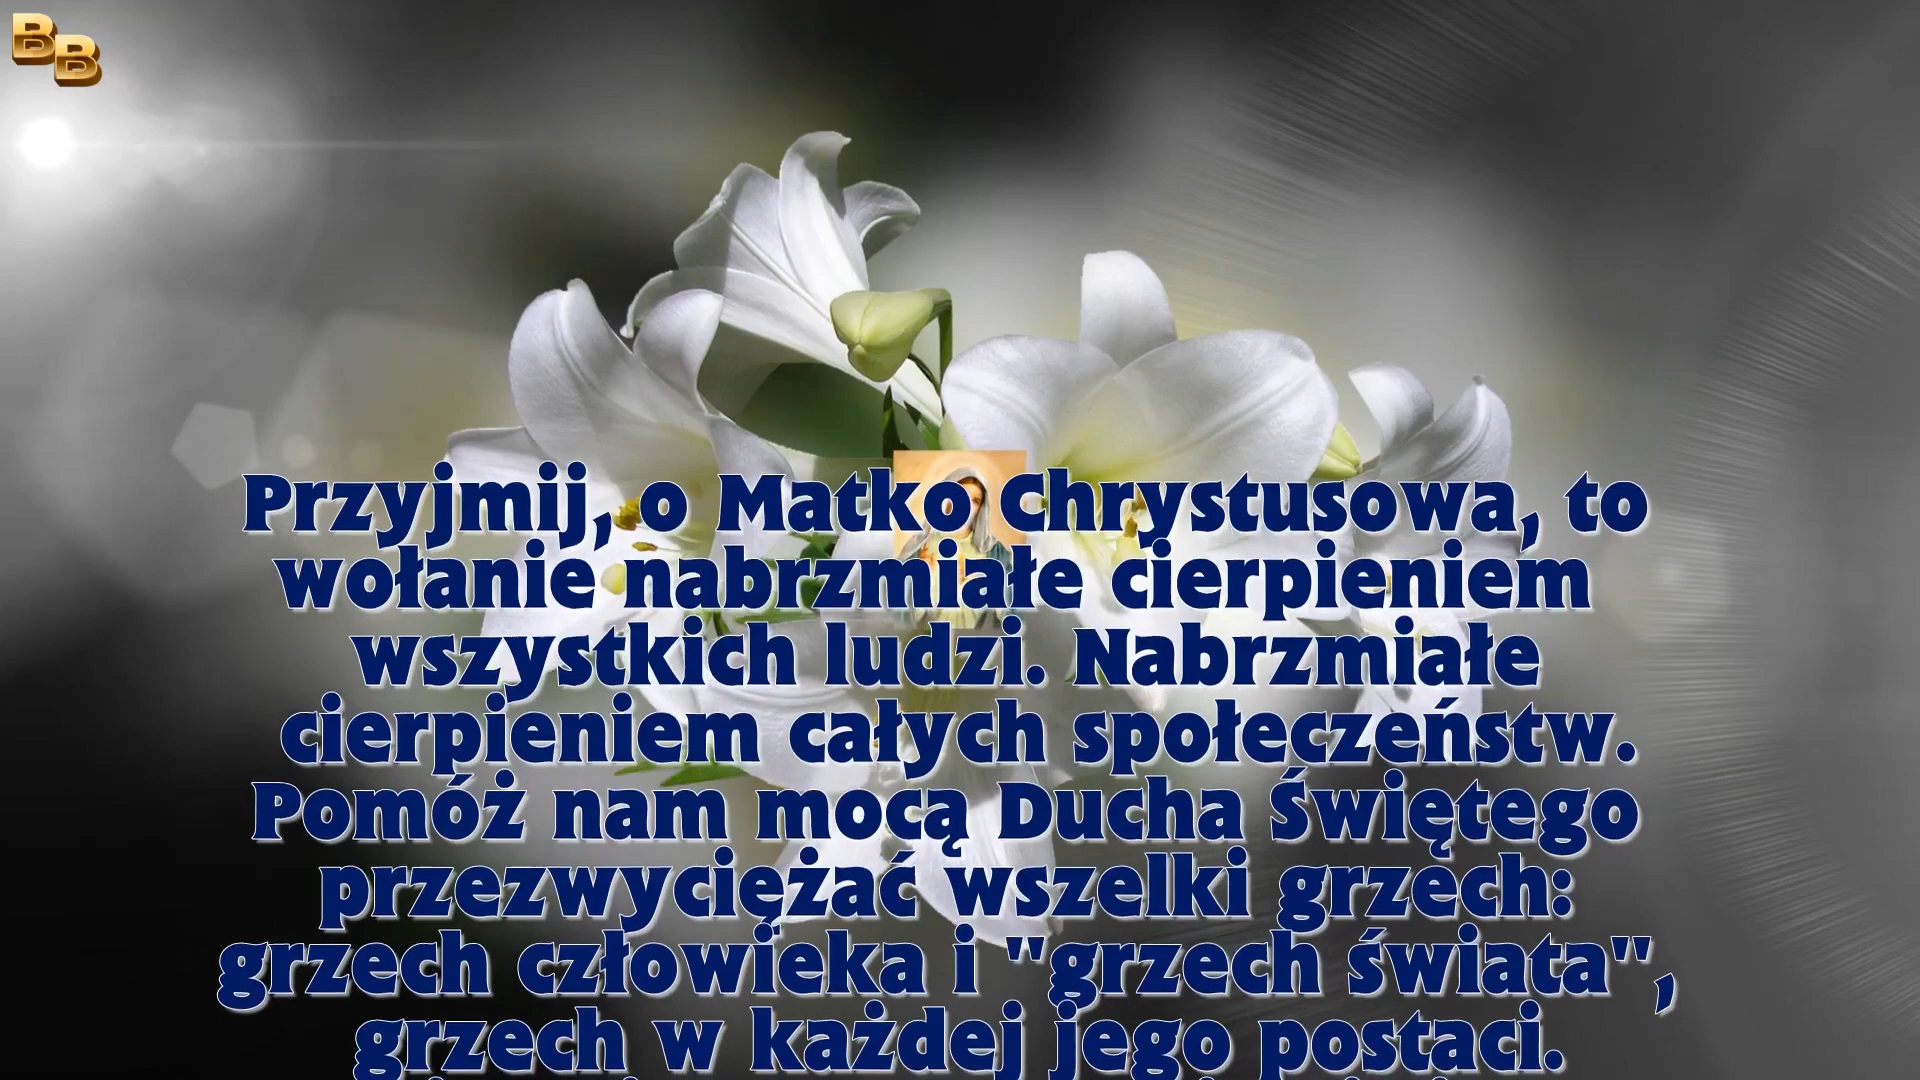 BB
Przyjmij, o Matko Chrystusowa, to
wołanie nabrzmiałe cierpieniem
wszystkich ludzi. Nabrzmiałe
cierpieniem całych społeczeństw.
Pomóż nam mocą Ducha Świętego
przezwyciężać wszelki grzech:
grzech człowieka i "grzech świata",
grzech w każdej jego postaci.